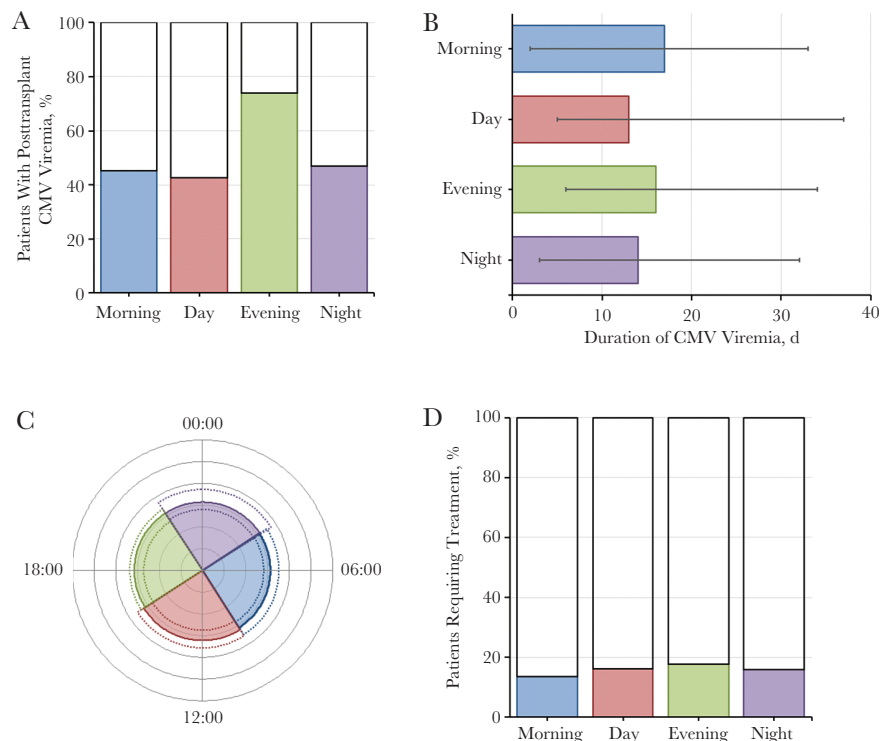 A
Patients With Posttransplant
CMV Viremia, %
100
80
60
40
20
0
Morning
Day
Evening
Night
B
Morning
Day
Evening
Night
0
10
20
30
40
Duration of CMV Viremia, d
C
00:00
18:00
06:00
12:00
D
Patients Requiring Treatment, %
100
80
60
40
20
0
Morning
Day
Evening
Night